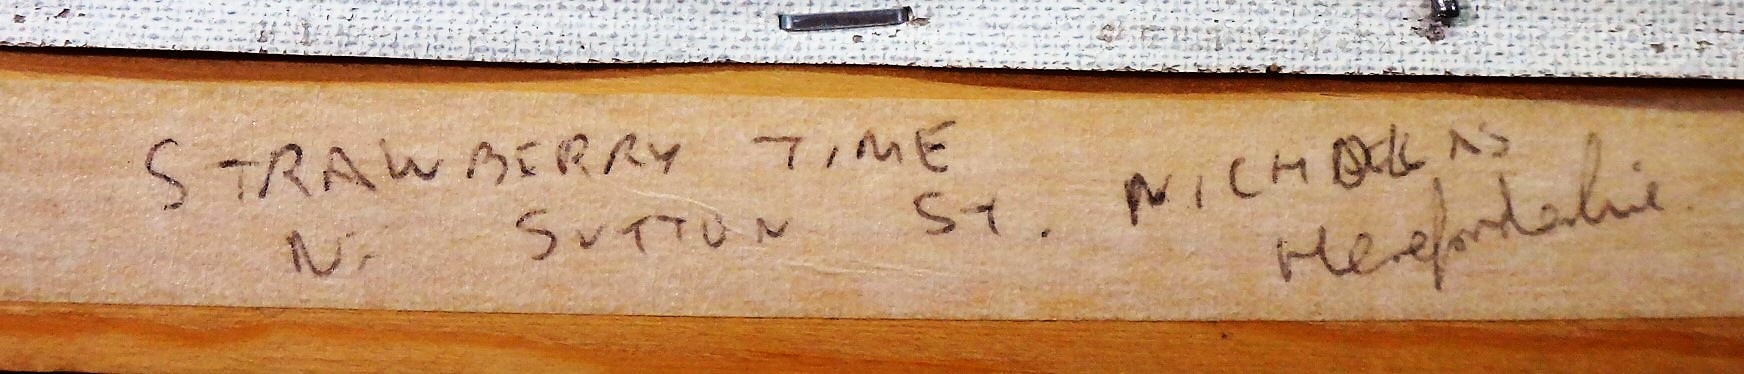 STRAWBERRY TIME
N. SUTTON ST. NICHOLAS
Herefordshire.